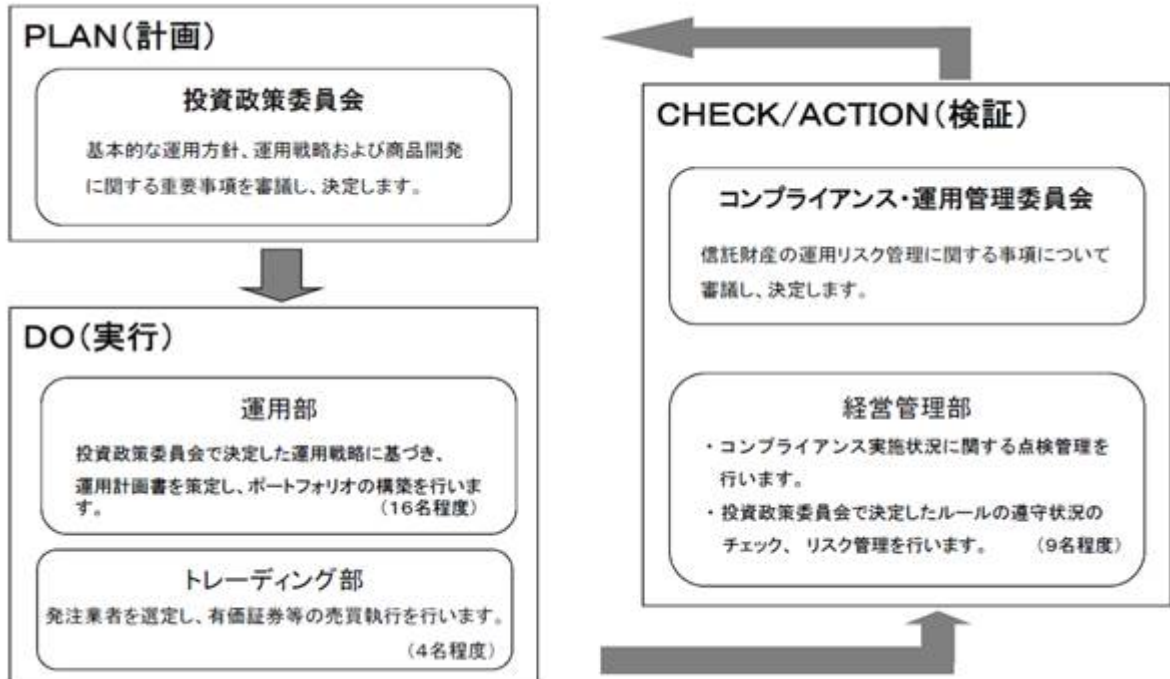 PLAN(計画)
投資政策委員会
基本的な運用方針、運用戦略および商品開発
に関する重要事項を審議し、決定します。
DO(実行)
運用部
投資政策委員会で決定した運用戦略に基づき、
運用計画書を策定し、ポートフォリオの構築を行いま
す。 (16名程度)
トレーディング部
発注業者を選定し、有価証券等の売買執行を行います。
(4名程度)
CHECK/ACTION(検証)
コンプライアンス・運用管理委員会
信託財産の運用リスク管理に関する事項について
審議し、決定します。
経営管理部
・コンプライアンス実施状況に関する点検管理を
行います。
・投資政策委員会で決定したルールの遵守状況の
チェック、リスク管理を行います。 (9名程度)